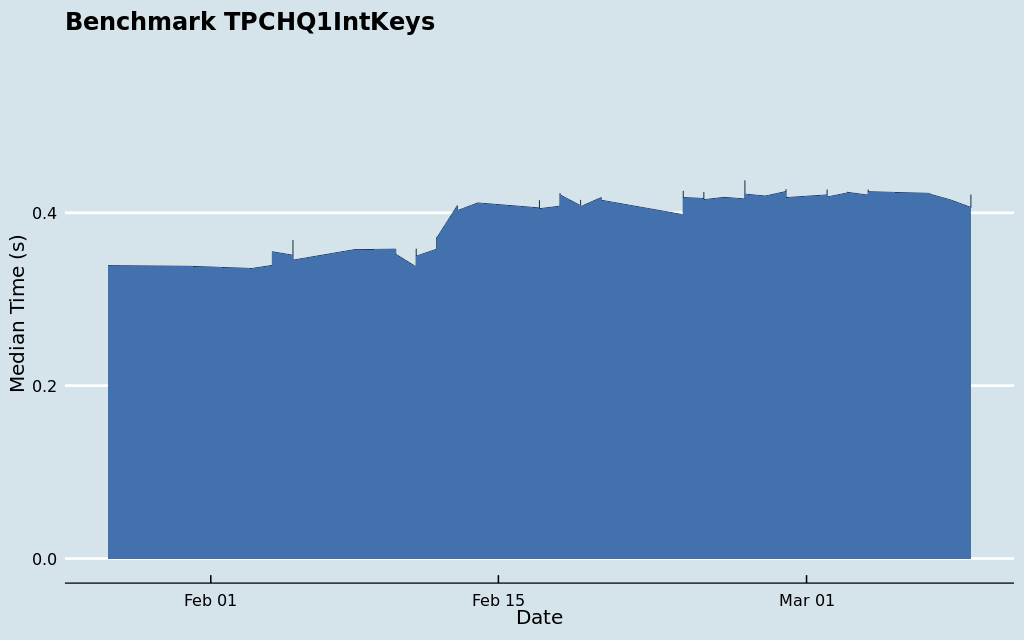 Benchmark TPCHQ1IntKeys
Median Time (s)
0.4
0.2
0.0
Feb 01
Feb 15
Mar 01
Date